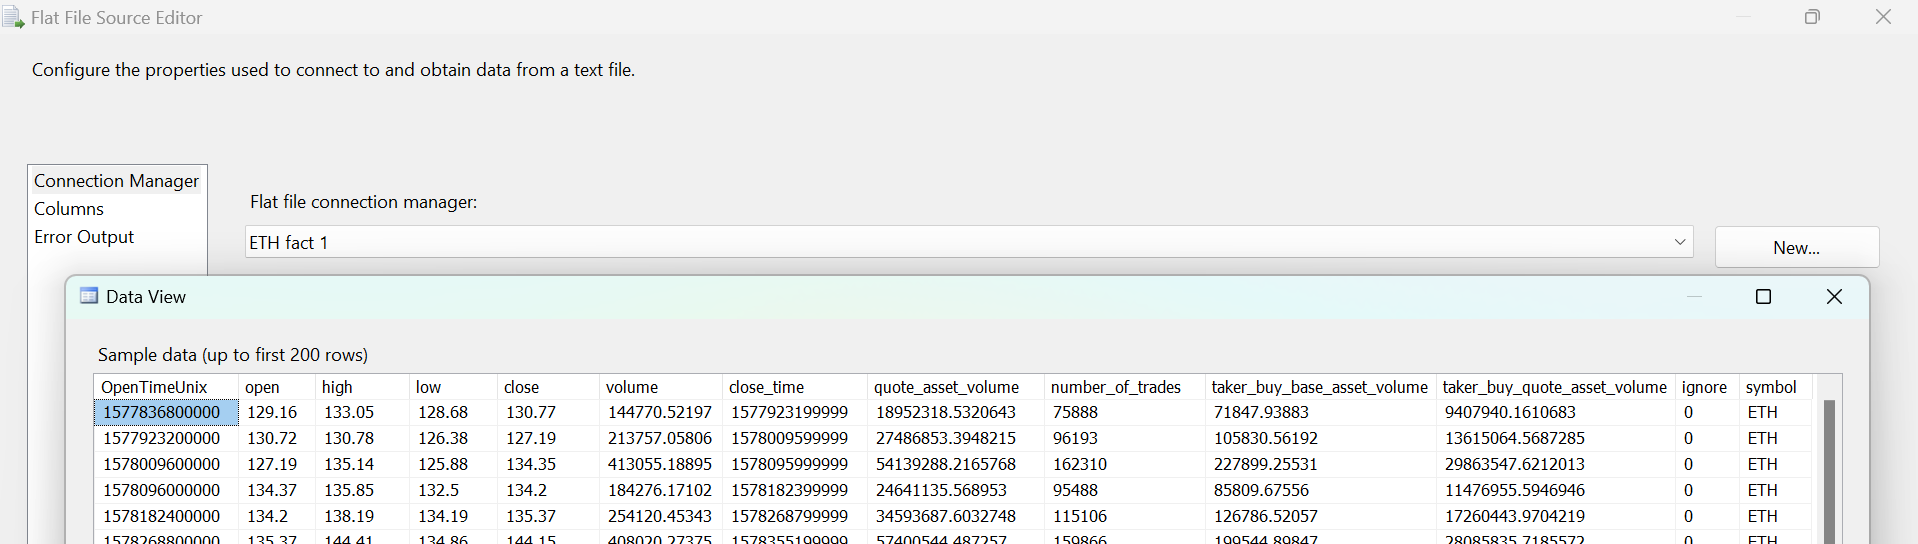 Flat File Source Editor
Configure the properties used to connect to and obtain data from a text file.
Connection Manager
Columns
Error Output
Flat file connection manager:
ETH fact 1
New...
Data View
Sample data (up to first 200 rows)
OpenTimeUnix open high low close volume close_time quote_asset_volume number_of_trades taker_buy_base_asset_volume taker_buy_quote_asset_volume ignore symbol
1577836800000 129.16 133.05 128.68 130.77 144770.52197 1577923199999 18952318.5320643 75888 71847.93883 9407940.1610683 0 ETH
1577923200000 130.72 130.78 126.38 127.19 213757.05806 1578009599999 27486853.3948215 96193 105830.56192 13615064.5687285 0 ETH
1578009600000 127.19 135.14 125.88 134.35 413055.18895 1578095999999 54139288.2165768 162310 227899.25531 29863547.6212013 0 ETH
1578096000000 134.37 135.85 132.5 134.2 184276.17102 1578182399999 24641135.568953 95488 85809.67556 11476955.5946946 0 ETH
1578182400000 134.2 138.19 134.19 135.37 254120.45343 1578268799999 34593687.6032748 115106 126786.52057 17260443.9704219 0 ETH
1578268800000 135.37 144.41 134.86 144.15 408020.27375 1578355199999 57400544.487257 159866 199544.89847 28085835.7185572 0 ETH